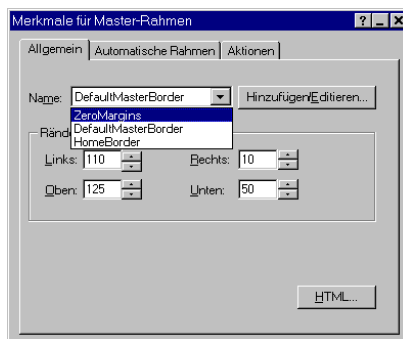 Merkmale für Master-Rahmen
Allgemein Automatische Rahmen Aktionen
Name: DefaultMasterBorder Hinzufügen/Editieren...
ZeroMargins
DefaultMasterBorder
HomeBorder
Rände
Links: 110 Rechts: 10
Oben: 125 Unten: 50
HTML...